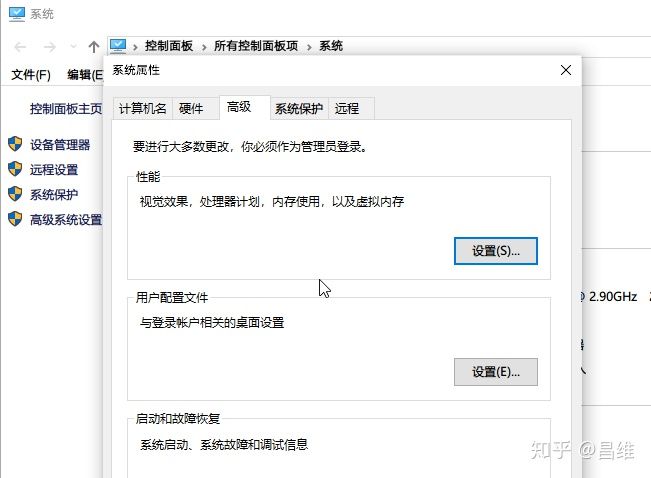 系统
控制面板 > 所有控制面板项 > 系统
文件(F) 编辑(E
系统属性
控制面板主页
设备管理器
远程设置
系统保护
高级系统设置
计算机名 硬件 高级 系统保护 远程
要进行大多数更改，你必须作为管理员登录。
性能
视觉效果，处理器计划，内存使用，以及虚拟内存
设置(S)...
用户配置文件
与登录帐户相关的桌面设置
设置(E)...
2.90GHz
启动和故障恢复
系统启动、系统故障和调试信息
知乎 @昌维